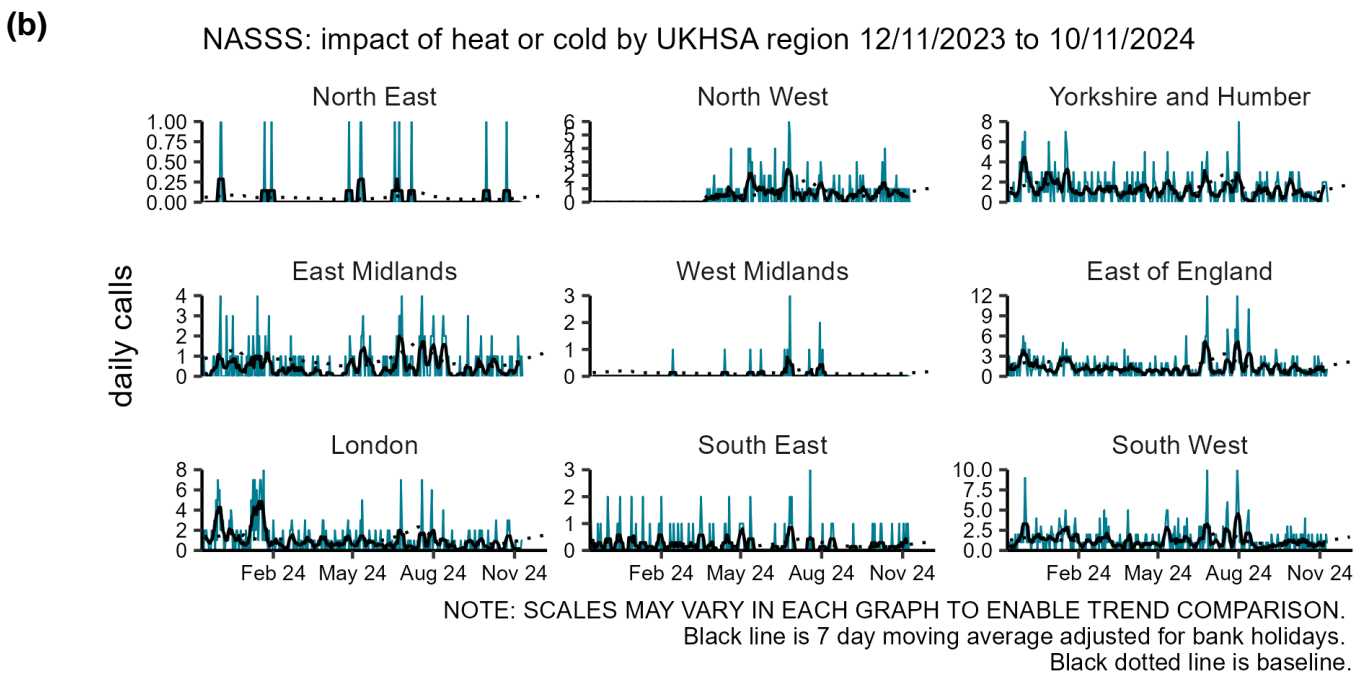 (b)
NASSS: impact of heat or cold by UKHSA region 12/11/2023 to 10/11/2024
North East
North West
Yorkshire and Humber
1.00
0.75
0.50
0.25
0.00
6
5
4
3
2
1
0
8
6
4
2
0
daily calls
East Midlands
West Midlands
East of England
4
3
2
1
0
3
2
1
0
12
9
6
3
0
London
South East
South West
8
6
4
2
0
3
2
1
0
10.0
7.5
5.0
2.5
0.0
Feb 24 May 24 Aug 24 Nov 24
Feb 24 May 24 Aug 24 Nov 24
Feb 24 May 24 Aug 24 Nov 24
NOTE: SCALES MAY VARY IN EACH GRAPH TO ENABLE TREND COMPARISON.
Black line is 7 day moving average adjusted for bank holidays.
Black dotted line is baseline.